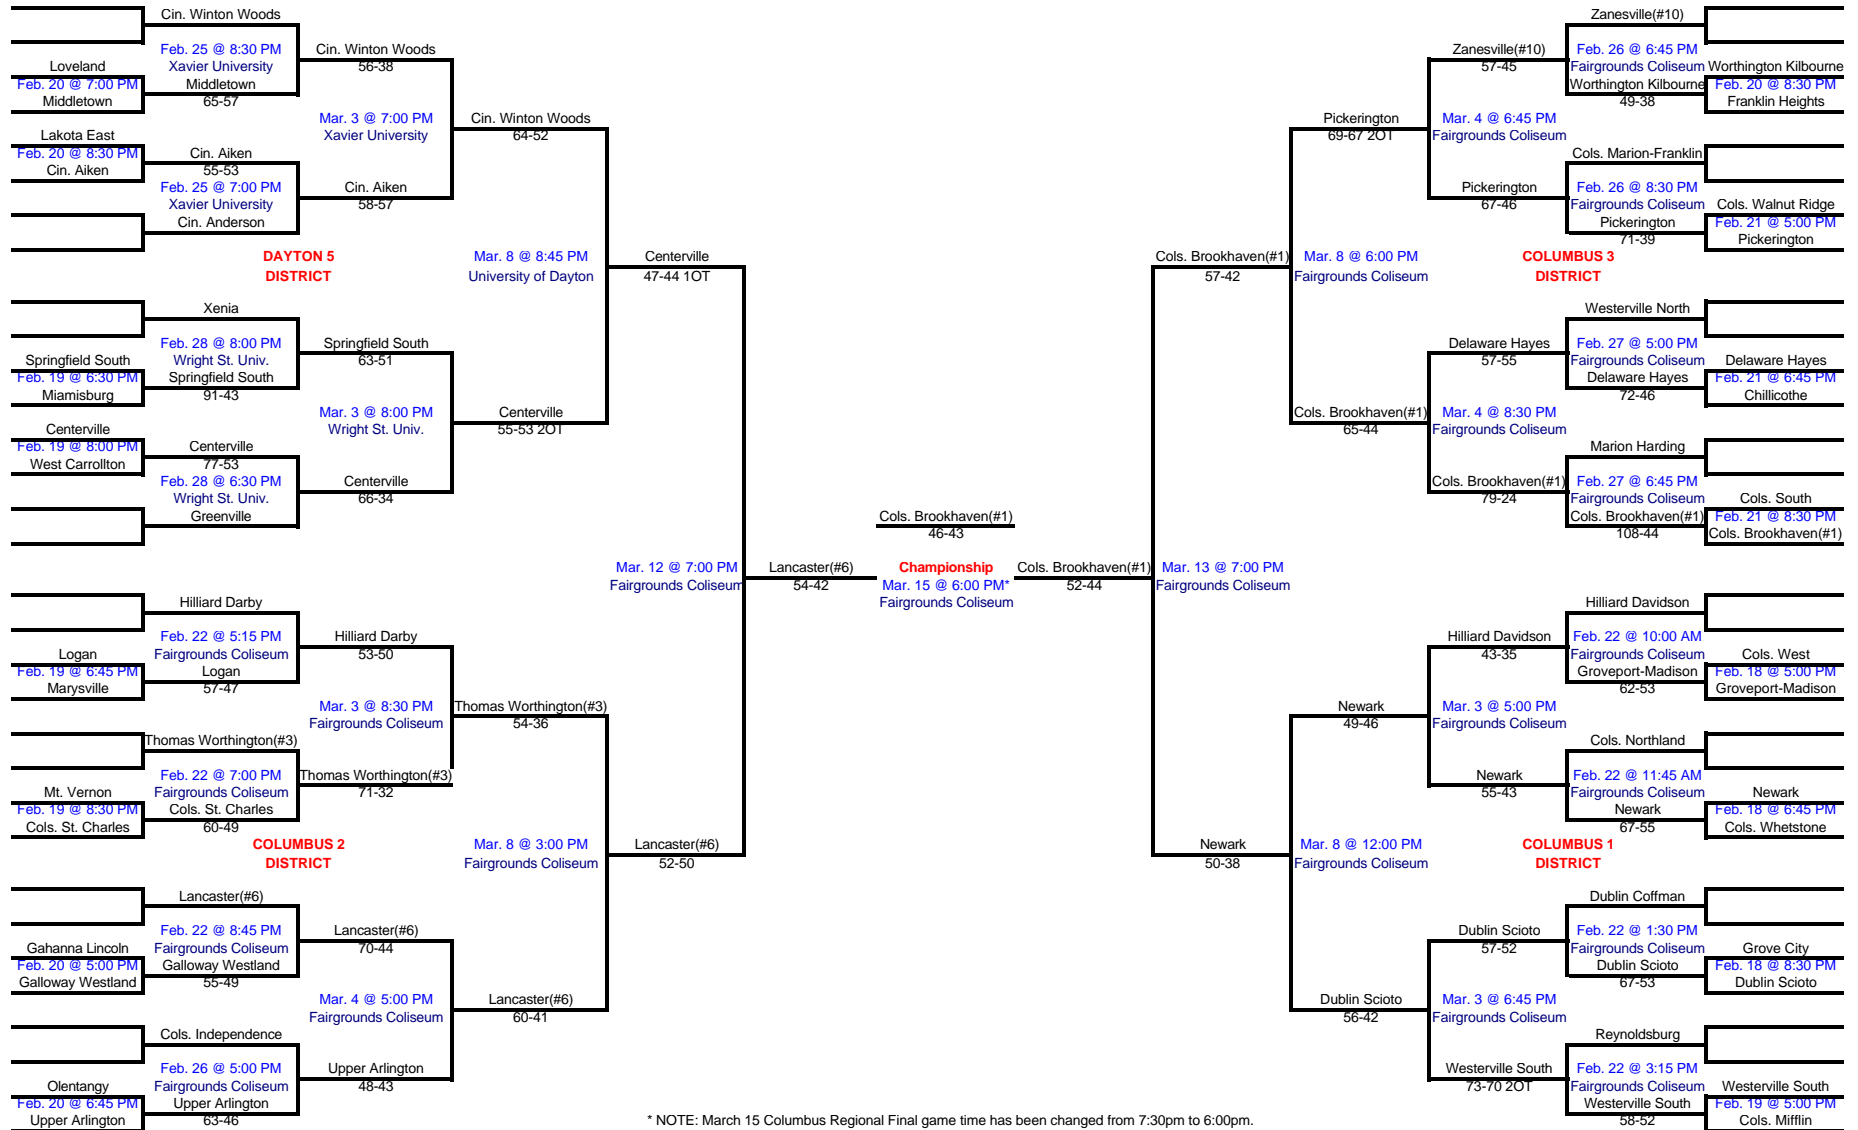 Cin. Winton Woods
Feb. 25 @ 8:30 PM
Cin. Winton Woods
Loveland
Xavier University
56-38
Feb. 20 @ 7:00 PM
Middletown
Middletown
65-57
Mar. 3 @ 7:00 PM
Cin. Winton Woods
Lakota East
Xavier University
64-52
Feb. 20 @ 8:30 PM
Cin. Aiken
Cin. Aiken
55-53
Feb. 25 @ 7:00 PM
Cin. Aiken
Xavier University
58-57
Cin. Anderson
DAYTON 5
DISTRICT
Mar. 8 @ 8:45 PM
University of Dayton
Centerville
47-44 1OT
Xenia
Feb. 28 @ 8:00 PM
Springfield South
Springfield South
Wright St. Univ.
63-51
Feb. 19 @ 6:30 PM
Springfield South
Miamisburg
91-43
Mar. 3 @ 8:00 PM
Centerville
Centerville
Wright St. Univ.
55-53 2OT
Feb. 19 @ 8:00 PM
Centerville
West Carrollton
77-53
Feb. 28 @ 6:30 PM
Centerville
Wright St. Univ.
66-34
Greenville
Mar. 12 @ 7:00 PM
Fairgrounds Coliseum
Lancaster(#6)
54-42
Hilliard Darby
Feb. 22 @ 5:15 PM
Hilliard Darby
Logan
Fairgrounds Coliseum
53-50
Feb. 19 @ 6:45 PM
Logan
Marysville
57-47
Mar. 3 @ 8:30 PM
Thomas Worthington(#3)
Fairgrounds Coliseum
54-36
Thomas Worthington(#3)
Feb. 22 @ 7:00 PM
Thomas Worthington(#3)
Mt. Vernon
Fairgrounds Coliseum
71-32
Feb. 19 @ 8:30 PM
Cols. St. Charles
Cols. St. Charles
60-49
COLUMBUS 2
DISTRICT
Mar. 8 @ 3:00 PM
Fairgrounds Coliseum
Lancaster(#6)
52-50
Lancaster(#6)
Feb. 22 @ 8:45 PM
Lancaster(#6)
Gahanna Lincoln
Fairgrounds Coliseum
70-44
Feb. 20 @ 5:00 PM
Galloway Westland
Galloway Westland
55-49
Mar. 4 @ 5:00 PM
Lancaster(#6)
Fairgrounds Coliseum
60-41
Cols. Independence
Feb. 26 @ 5:00 PM
Upper Arlington
Olentangy
Fairgrounds Coliseum
48-43
Feb. 20 @ 6:45 PM
Upper Arlington
Upper Arlington
63-46
Cols. Brookhaven(#1)
46-43
Championship
Mar. 15 @ 6:00 PM*
Fairgrounds Coliseum
Zanesville(#10)
Zanesville(#10)
Feb. 26 @ 6:45 PM
57-45
Fairgrounds Coliseum
Worthington Kilbourne
Worthington Kilbourne
Feb. 20 @ 8:30 PM
49-38
Franklin Heights
Pickerington
Mar. 4 @ 6:45 PM
69-67 2OT
Fairgrounds Coliseum
Cols. Marion-Franklin
Pickerington
Feb. 26 @ 8:30 PM
67-46
Fairgrounds Coliseum
Cols. Walnut Ridge
Pickerington
Feb. 21 @ 5:00 PM
71-39
Pickerington
Cols. Brookhaven(#1)
Mar. 8 @ 6:00 PM
57-42
Fairgrounds Coliseum
COLUMBUS 3
DISTRICT
Westerville North
Delaware Hayes
Feb. 27 @ 5:00 PM
57-55
Fairgrounds Coliseum
Delaware Hayes
Delaware Hayes
Feb. 21 @ 6:45 PM
72-46
Chillicothe
Cols. Brookhaven(#1)
Mar. 4 @ 8:30 PM
65-44
Fairgrounds Coliseum
Marion Harding
Cols. Brookhaven(#1)
Feb. 27 @ 6:45 PM
79-24
Fairgrounds Coliseum
Cols. South
Cols. Brookhaven(#1)
Feb. 21 @ 8:30 PM
108-44
Cols. Brookhaven(#1)
Cols. Brookhaven(#1)
Mar. 13 @ 7:00 PM
52-44
Fairgrounds Coliseum
Hilliard Davidson
Hilliard Davidson
Feb. 22 @ 10:00 AM
43-35
Fairgrounds Coliseum
Cols. West
Groveport-Madison
Feb. 18 @ 5:00 PM
62-53
Groveport-Madison
Newark
Mar. 3 @ 5:00 PM
49-46
Fairgrounds Coliseum
Cols. Northland
Newark
Feb. 22 @ 11:45 AM
55-43
Fairgrounds Coliseum
Newark
Newark
Feb. 18 @ 6:45 PM
67-55
Cols. Whetstone
Newark
Mar. 8 @ 12:00 PM
50-38
Fairgrounds Coliseum
COLUMBUS 1
DISTRICT
Dublin Coffman
Dublin Scioto
Feb. 22 @ 1:30 PM
57-52
Fairgrounds Coliseum
Grove City
Dublin Scioto
Feb. 18 @ 8:30 PM
67-53
Dublin Scioto
Dublin Scioto
Mar. 3 @ 6:45 PM
56-42
Fairgrounds Coliseum
Reynoldsburg
Westerville South
Feb. 22 @ 3:15 PM
73-70 2OT
Fairgrounds Coliseum
Westerville South
Westerville South
Feb. 19 @ 5:00 PM
58-52
Cols. Mifflin
* NOTE: March 15 Columbus Regional Final game time has been changed from 7:30pm to 6:00pm.